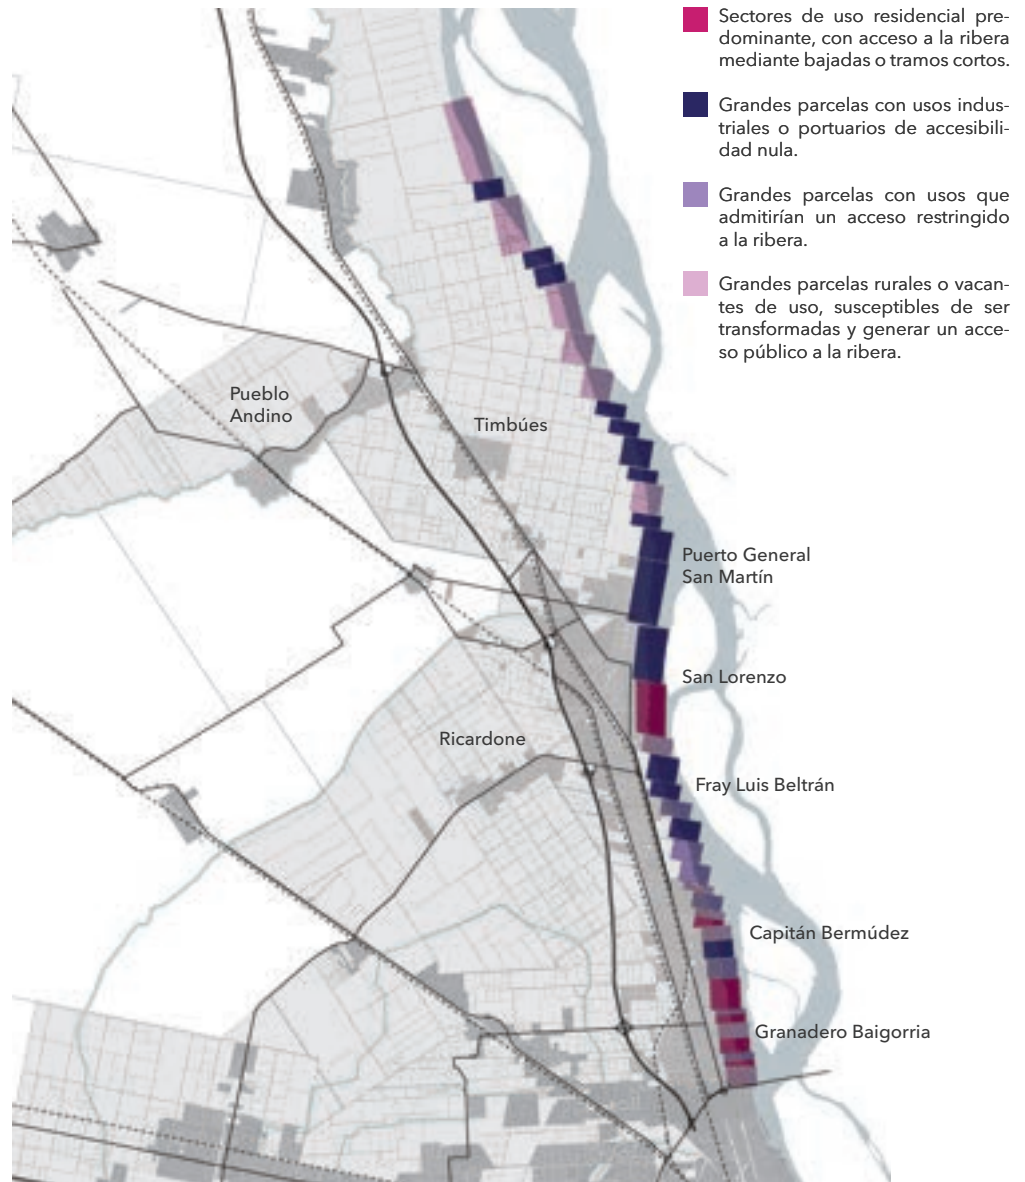 Sectores de uso residencial pre-
dominante, con acceso a la ribera
mediante bajadas o tramos cortos.
Grandes parcelas con usos indus-
triales o portuarios de accesibili-
dad nula.
Grandes parcelas con usos que
admitirían un acceso restringido
a la ribera.
Grandes parcelas rurales o vacan-
tes de uso, susceptibles de ser
transformadas y generar un acce-
so público a la ribera.
Pueblo
Andino
Timbúes
Puerto General
San Martín
San Lorenzo
Ricardone
Fray Luis Beltrán
Capitán Bermúdez
Granadero Baigorria